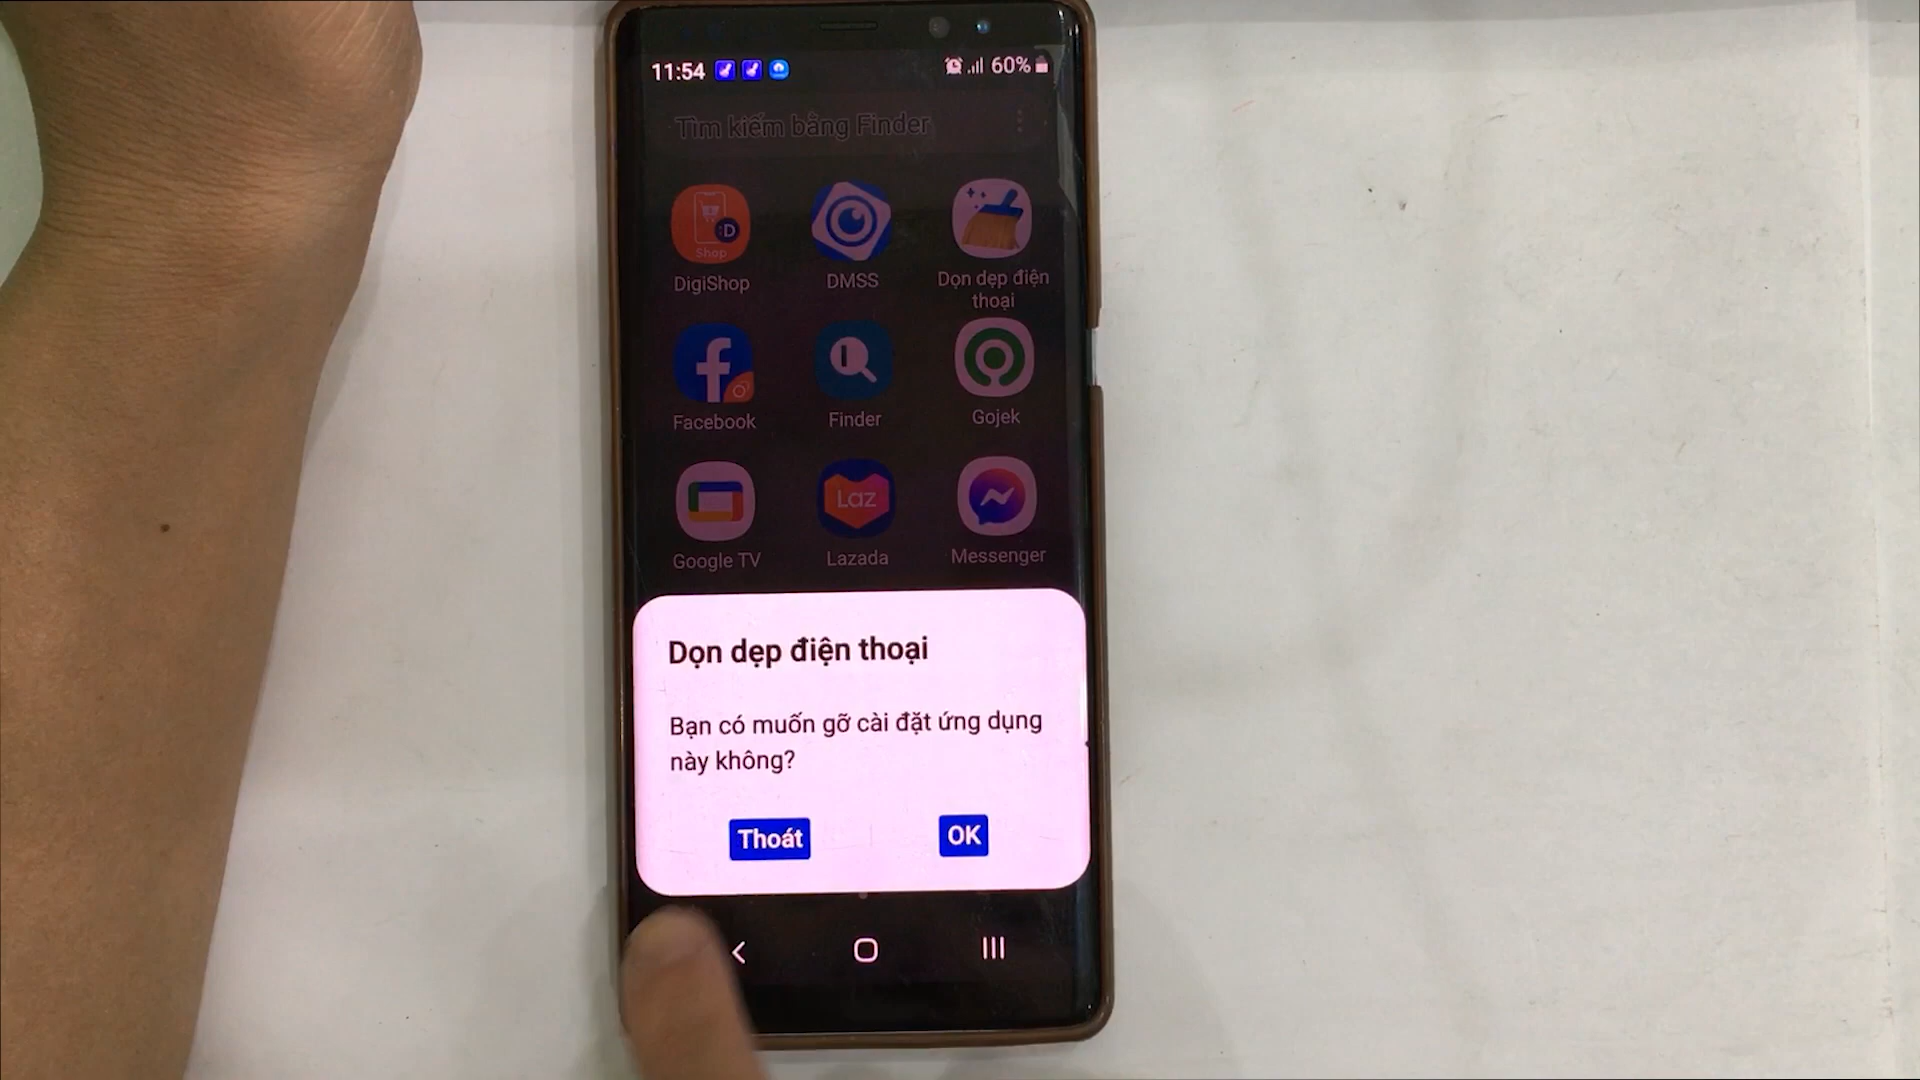 11:54
60%
Tìm kiếm bằng Finder
Shop
:D
DigiShop
DMSS
Dọn dẹp điện
thoại
Facebook
Finder
Gojek
Laz
Google TV
Lazada
Messenger
Dọn dẹp điện thoại
Bạn có muốn gỡ cài đặt ứng dụng
này không?
Thoát
OK